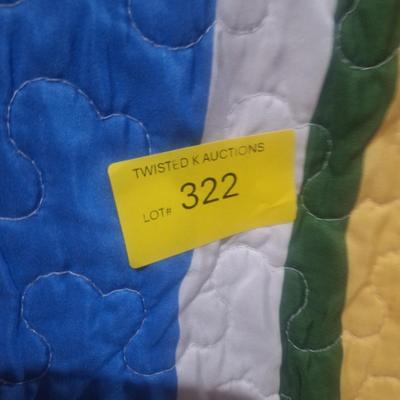 TWISTED K AUCTIONS
LOT# 322